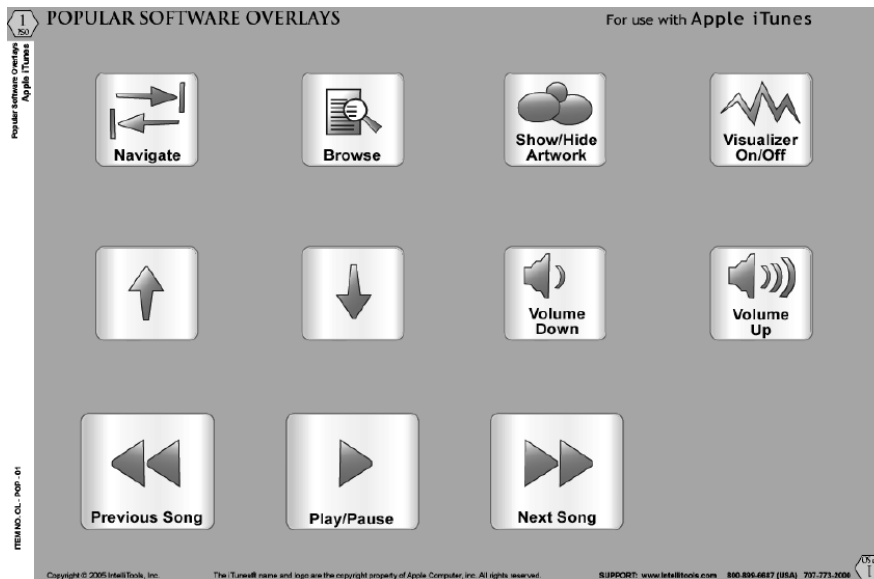 1
POPULAR SOFTWARE OVERLAYS
For use with Apple iTunes
Popular Software Overlays
Apple iTunes
Navigate
Browse
Show/Hide
Artwork
Visualizer
On/Off
Volume
Down
Volume
Up
Previous Song
Play/Pause
Next Song
ITEM NO. OL - POP - 01
Copyright © 2005 IntelliTools, Inc.
The iTunes® name and logo are the copyright property of Apple Computer, inc. All rights reserved.
SUPPORT: www.intellitools.com 800-899-6687 (USA) 707-773-2000